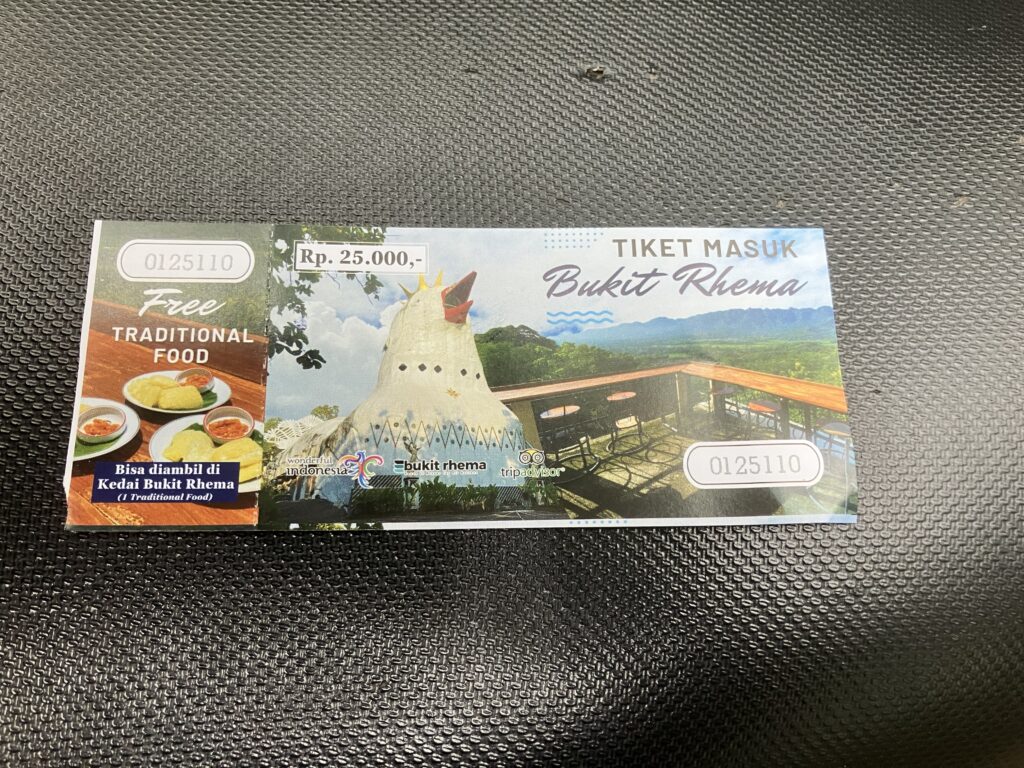 0125110
Free
TRADITIONAL
FOOD
Bisa diambil di
Kedai Bukit Rhema
(1 Traditional Food)
Rp. 25.000,-
TIKET MASUK
Bukit Rhema
wonderful
indonesia
bukit rhema
tripadvisor®
0125110